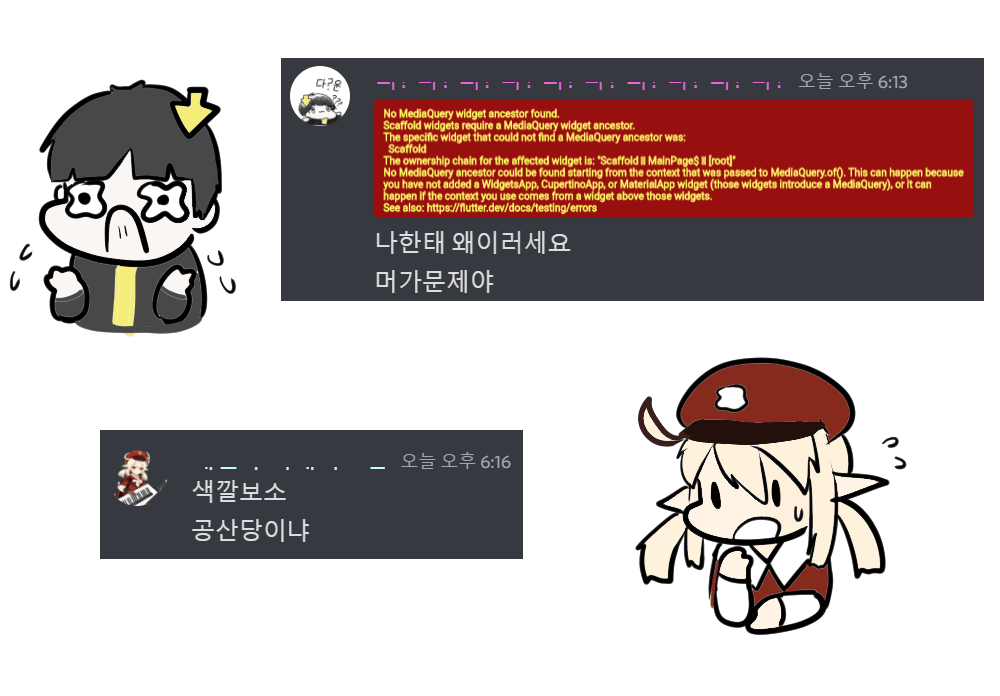 다?은
???
오늘 오후 6:13
No MediaQuery widget ancestor found.
Scaffold widgets require a MediaQuery widget ancestor.
The specific widget that could not find a MediaQuery ancestor was:
Scaffold
The ownership chain for the affected widget is: "Scaffold ⏴ MainPage$ ⏴ [root]"
No MediaQuery ancestor could be found starting from the context that was passed to MediaQuery.of(). This can happen because
you have not added a WidgetsApp, CupertinoApp, or MaterialApp widget (those widgets introduce a MediaQuery), or it can
happen if the context you use comes from a widget above those widgets.
See also: https://flutter.dev/docs/testing/errors
나한태 왜이러세요
머가문제야
오늘 오후 6:16
색깔보소
공산당이냐